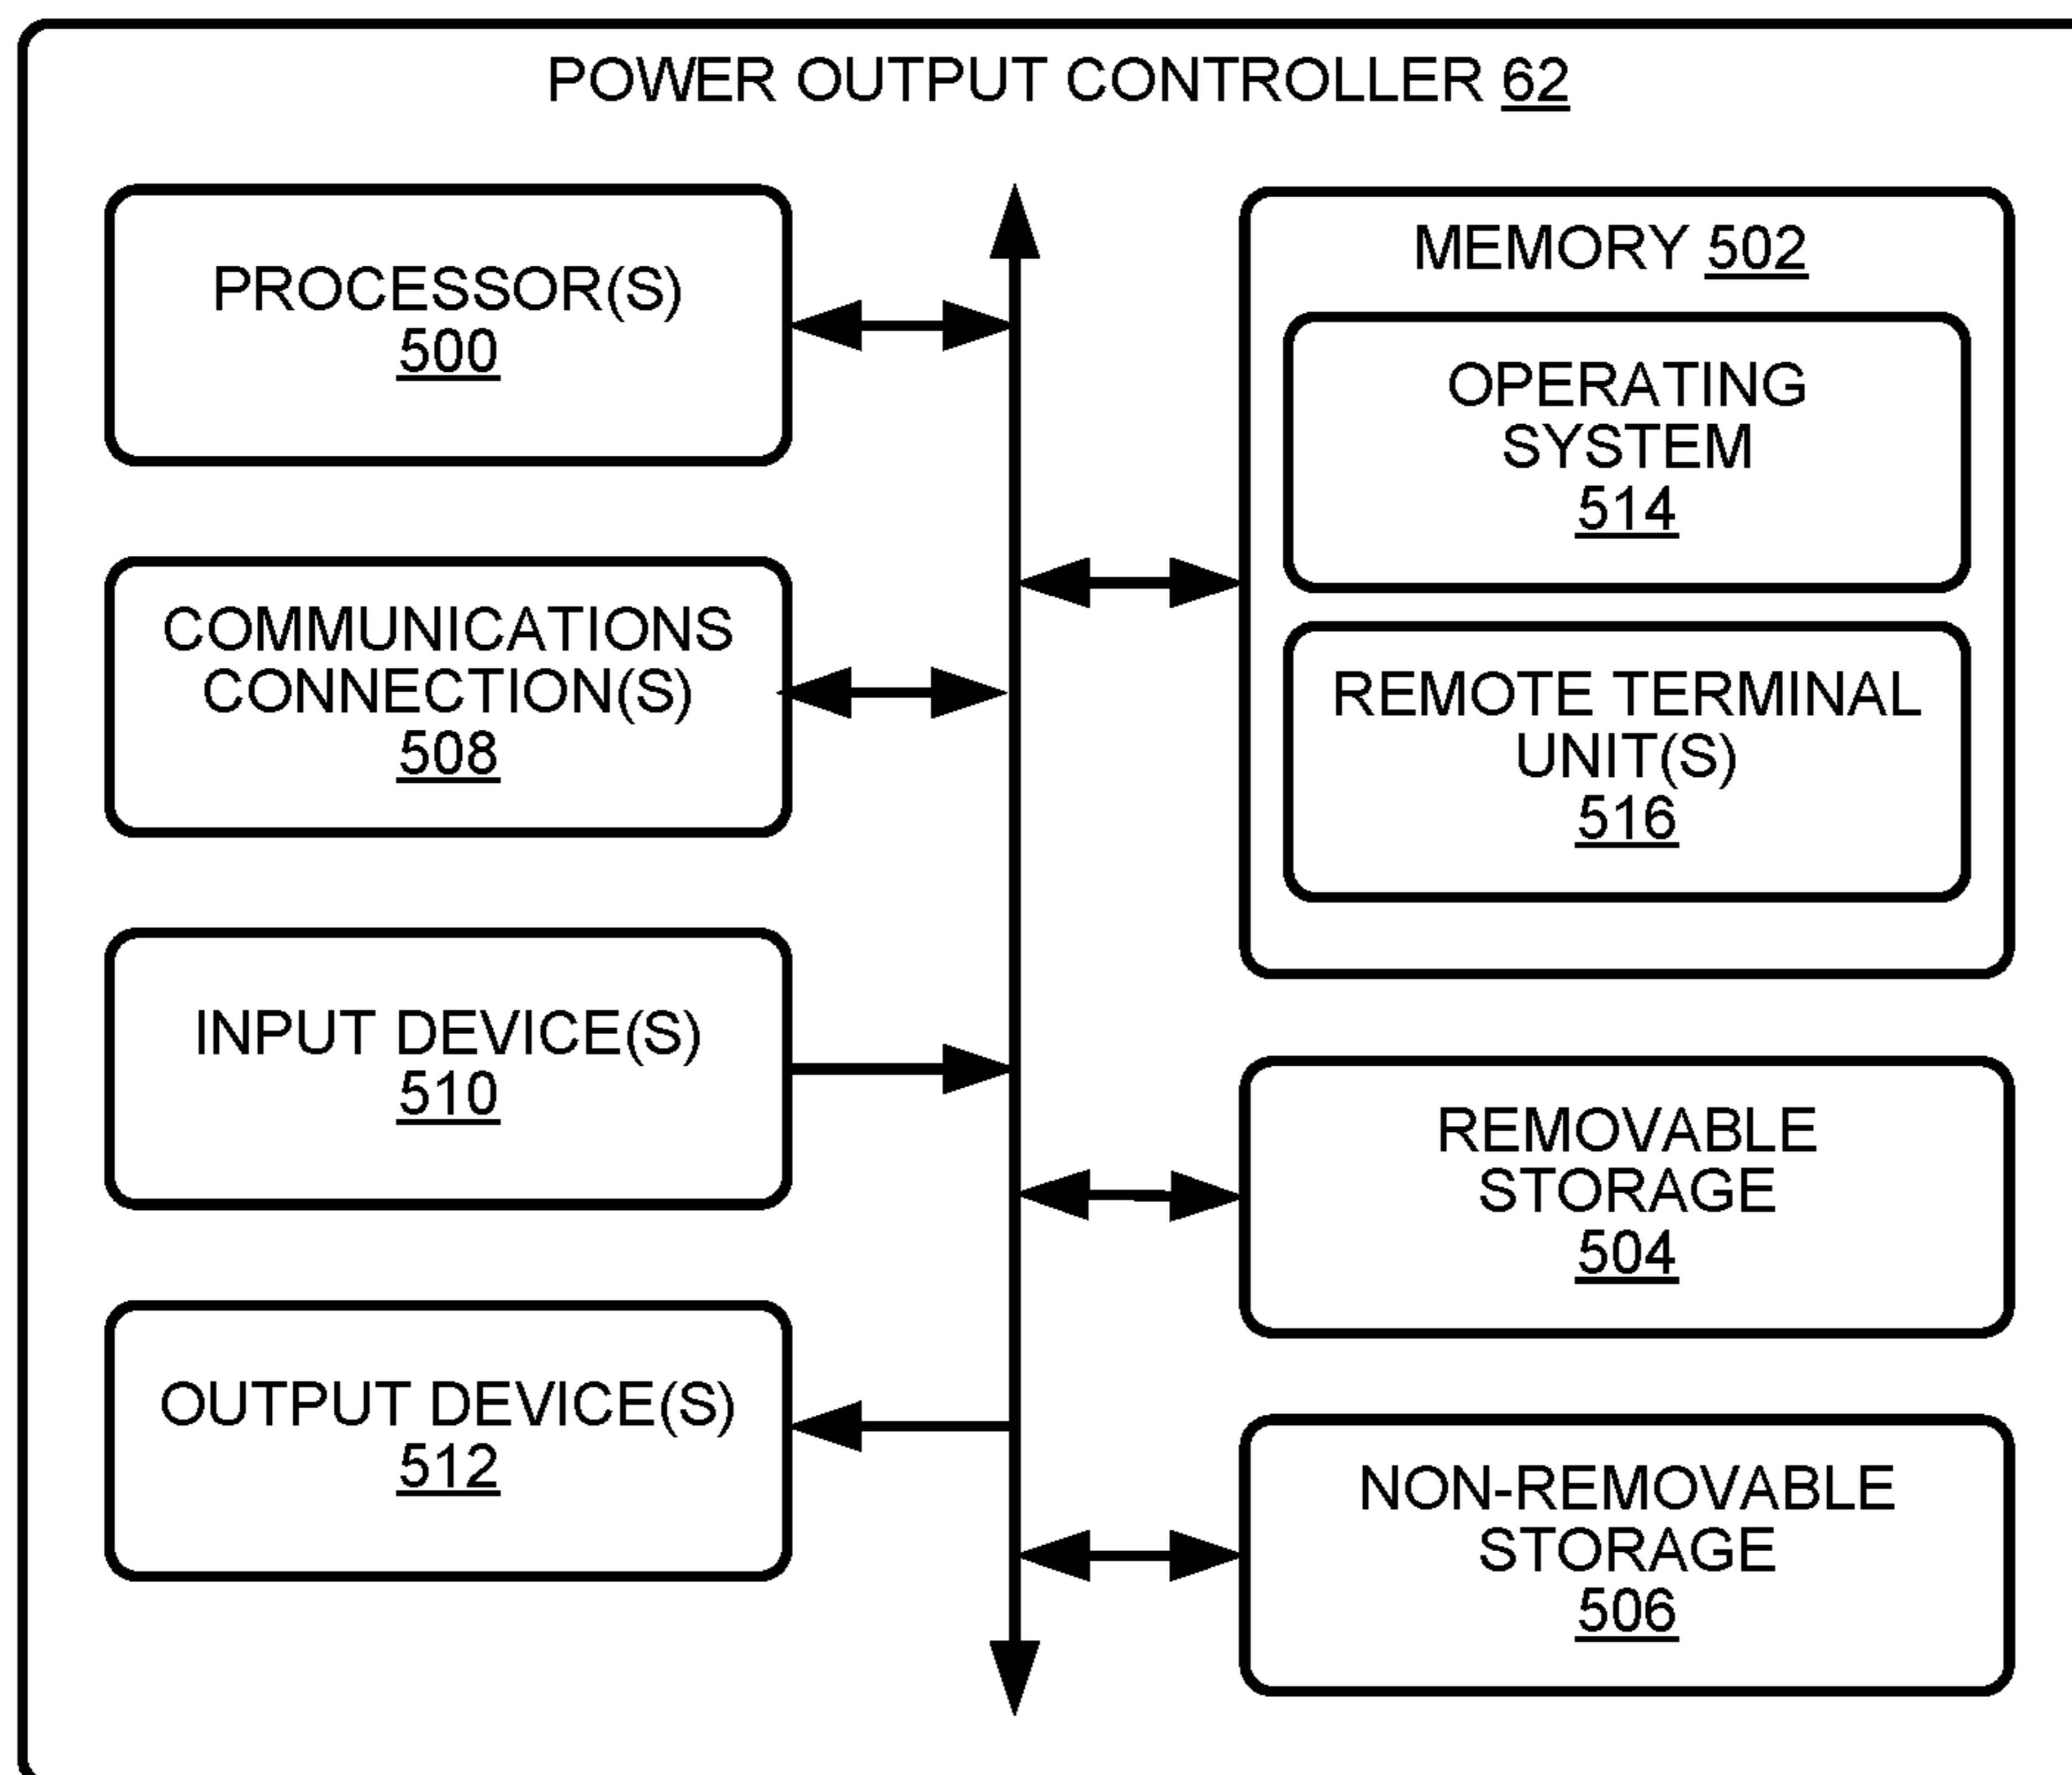 POWER OUTPUT CONTROLLER 62
PROCESSOR(S)
500
COMMUNICATIONS
CONNECTION(S)
508
INPUT DEVICE(S)
510
OUTPUT DEVICE(S)
512
MEMORY 502
OPERATING
SYSTEM
514
REMOTE TERMINAL
UNIT(S)
516
REMOVABLE
STORAGE
504
NON-REMOVABLE
STORAGE
506